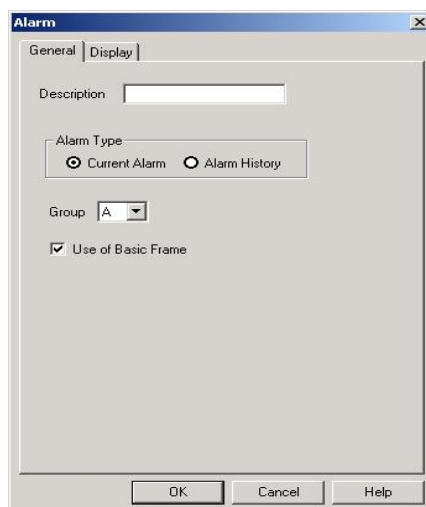 Alarm
General Display
Description
Alarm Type
Current Alarm Alarm History
Group A
Use of Basic Frame
OK Cancel Help